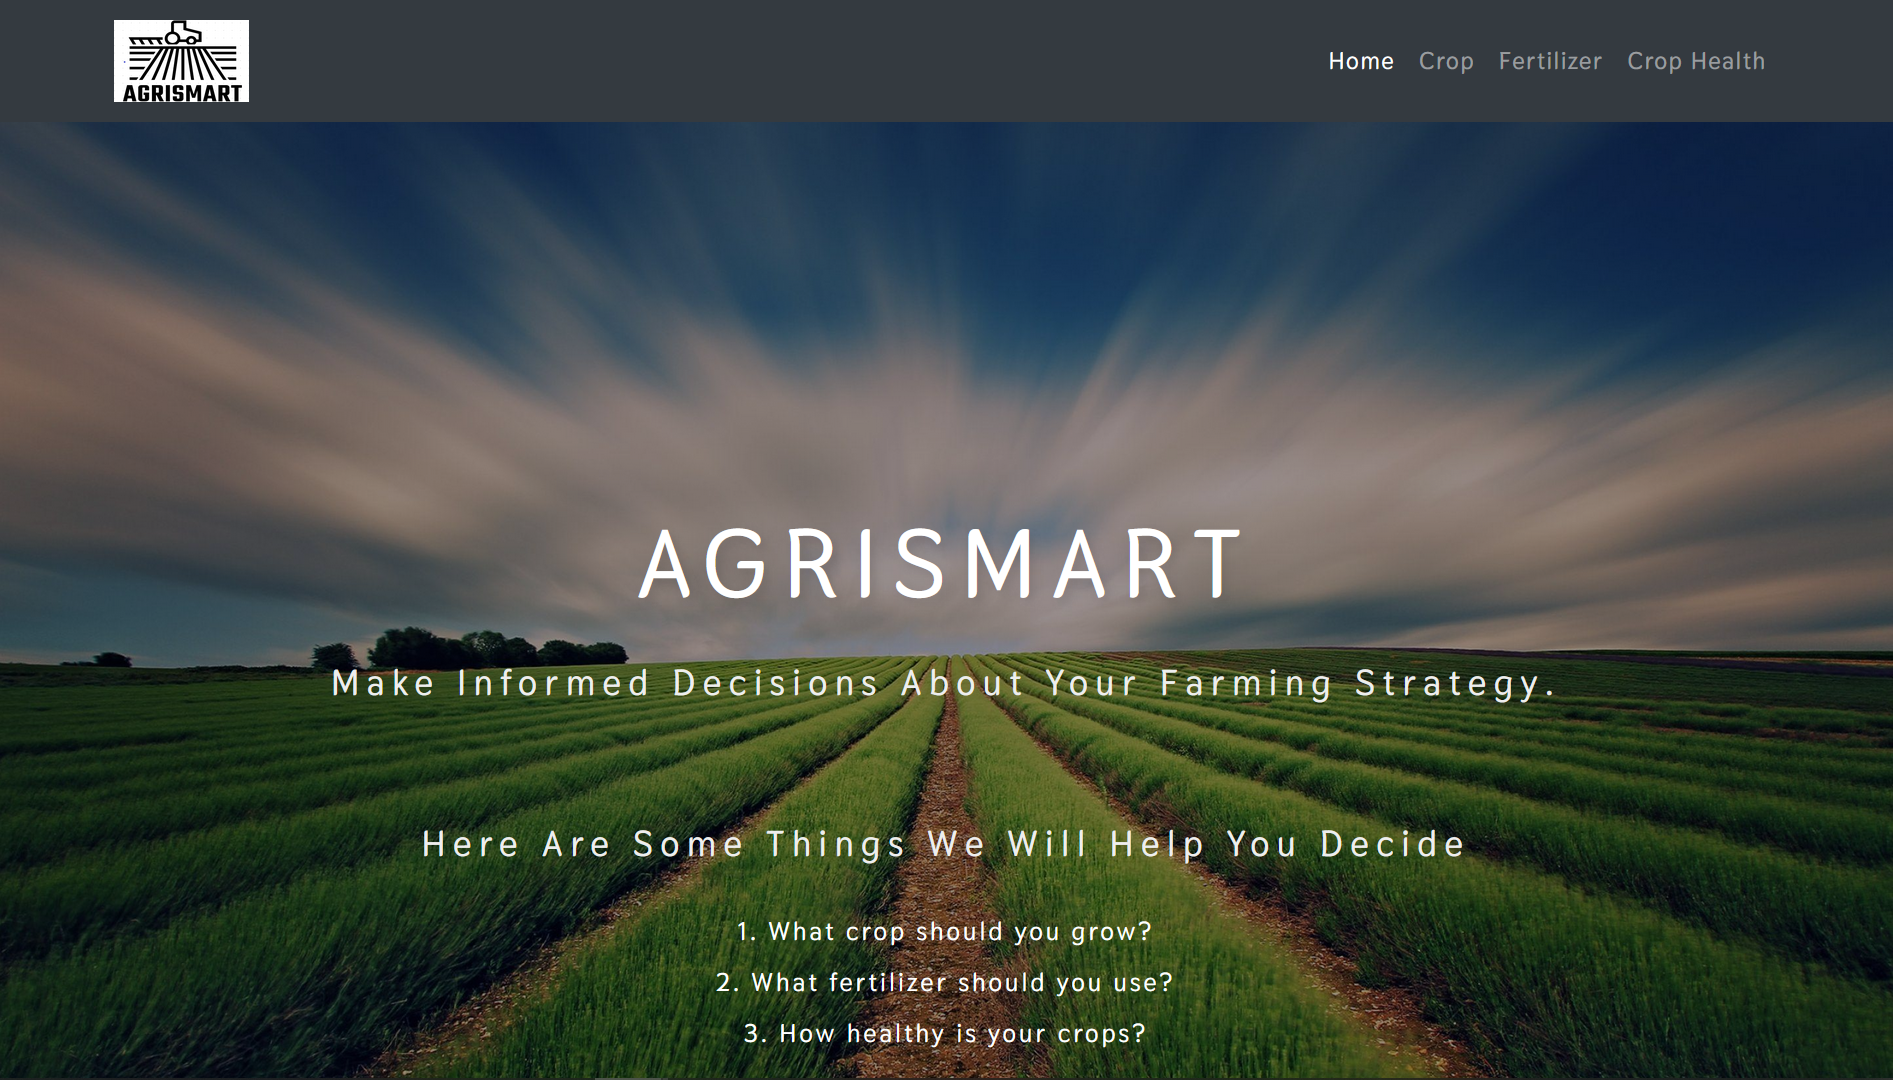 AGRISMART
Home Crop Fertilizer Crop Health
AGRISMART
Make Informed Decisions About Your Farming Strategy.
Here Are Some Things We Will Help You Decide
1. What crop should you grow?
2. What fertilizer should you use?
3. How healthy is your crops?